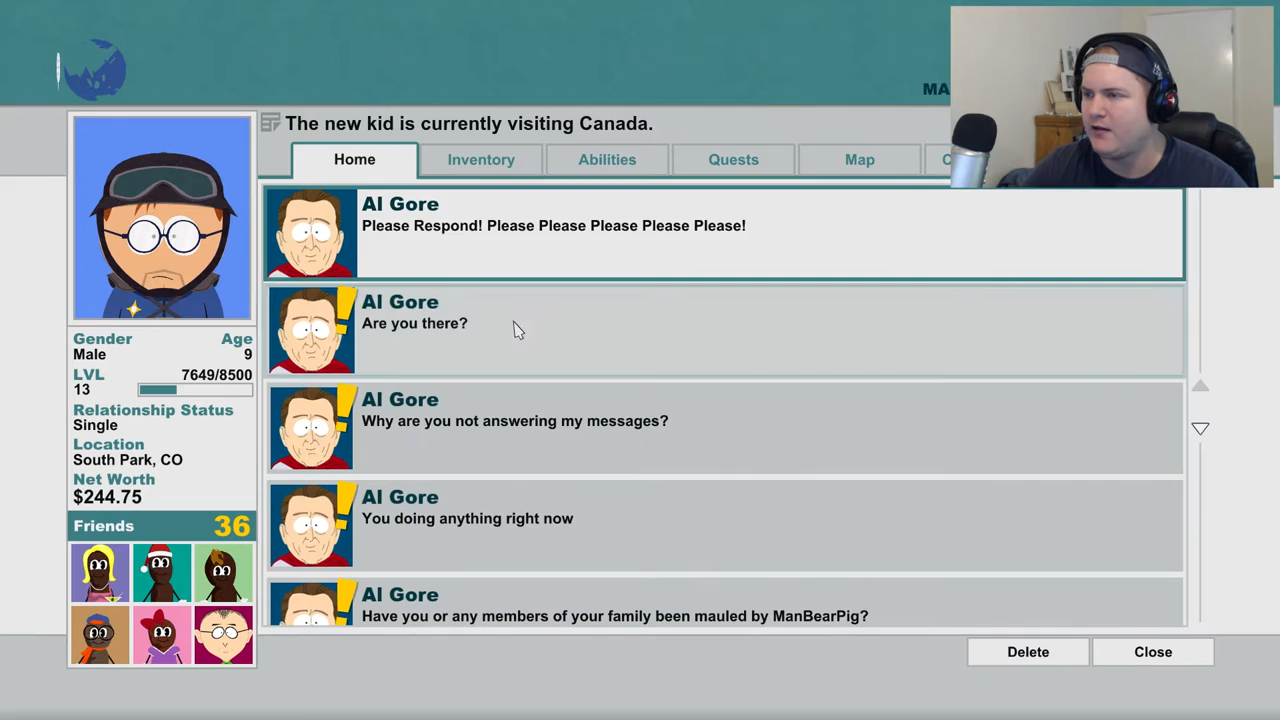 MA
The new kid is currently visiting Canada.
Home
Inventory
Abilities
Quests
Map
C
Al Gore
Please Respond! Please Please Please Please Please!
Al Gore
Are you there?
Al Gore
Why are you not answering my messages?
Al Gore
You doing anything right now
Al Gore
Have you or any members of your family been mauled by ManBearPig?
Gender Age
Male 9
LVL 7649/8500
13
Relationship Status
Single
Location
South Park, CO
Net Worth
$244.75
Friends 36
Delete
Close